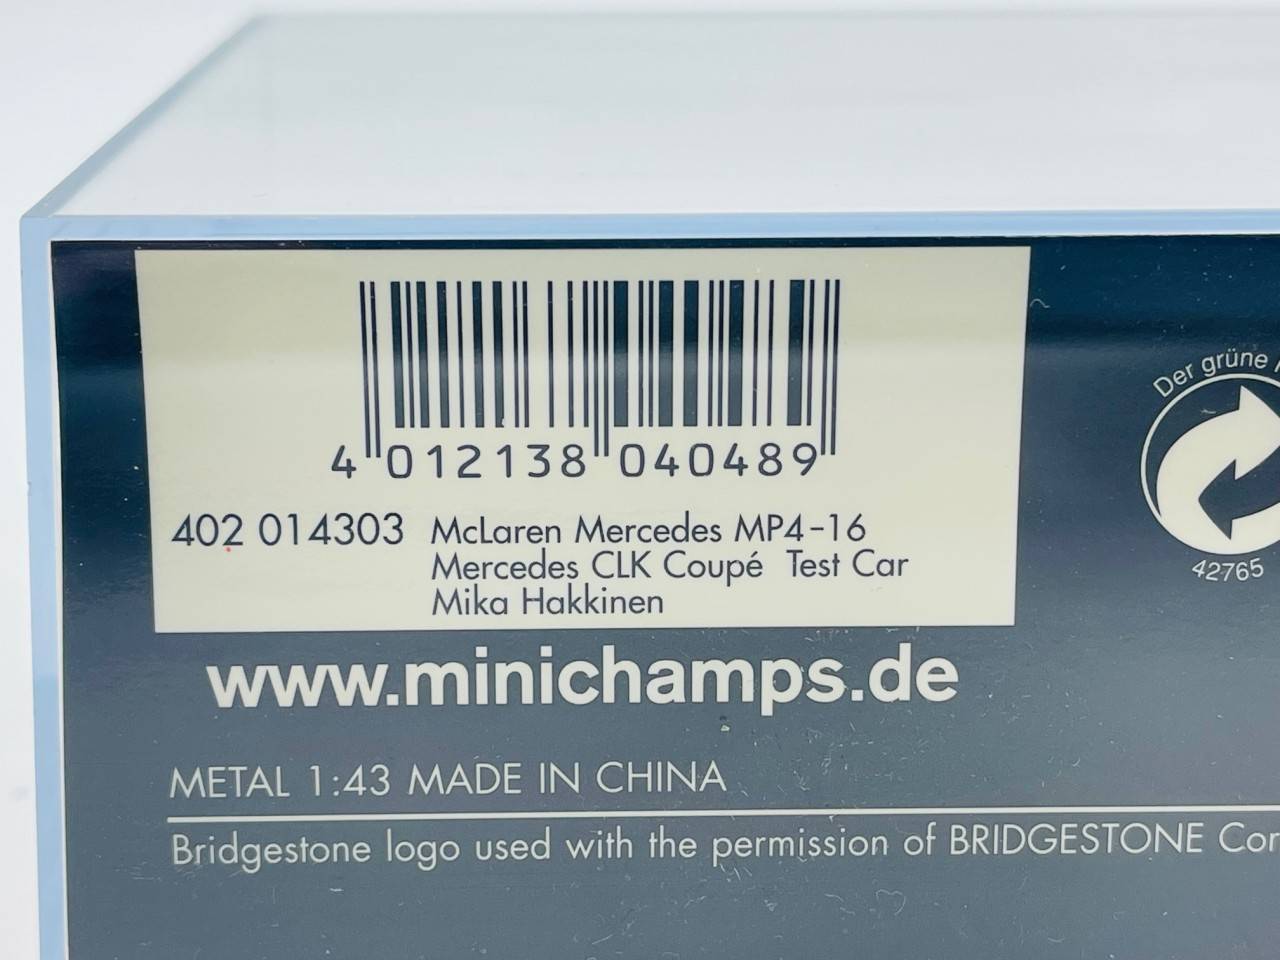 4 012138 040489
402 014303 McLaren Mercedes MP4-16
Mercedes CLK Coupé Test Car
Mika Hakkinen
Der grüne
42765
www.minichamps.de
METAL 1:43 MADE IN CHINA
Bridgestone logo used with the permission of BRIDGESTONE